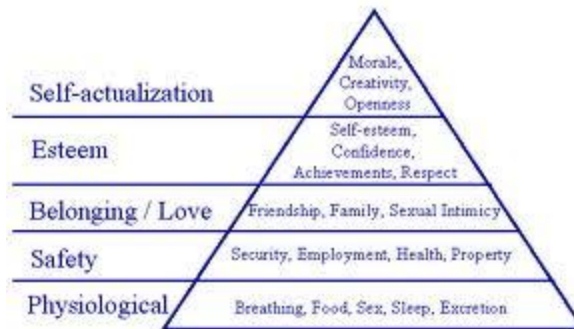 Morale,
Creativity,
Openness
Self-actualization
Self-esteem,
Confidence,
Achievements, Respect
Esteem
Belonging / Love
Friendship, Family, Sexual Intimicy
Safety
Security, Employment, Health, Property
Physiological
Breathing, Food, Sex, Sleep, Excretion